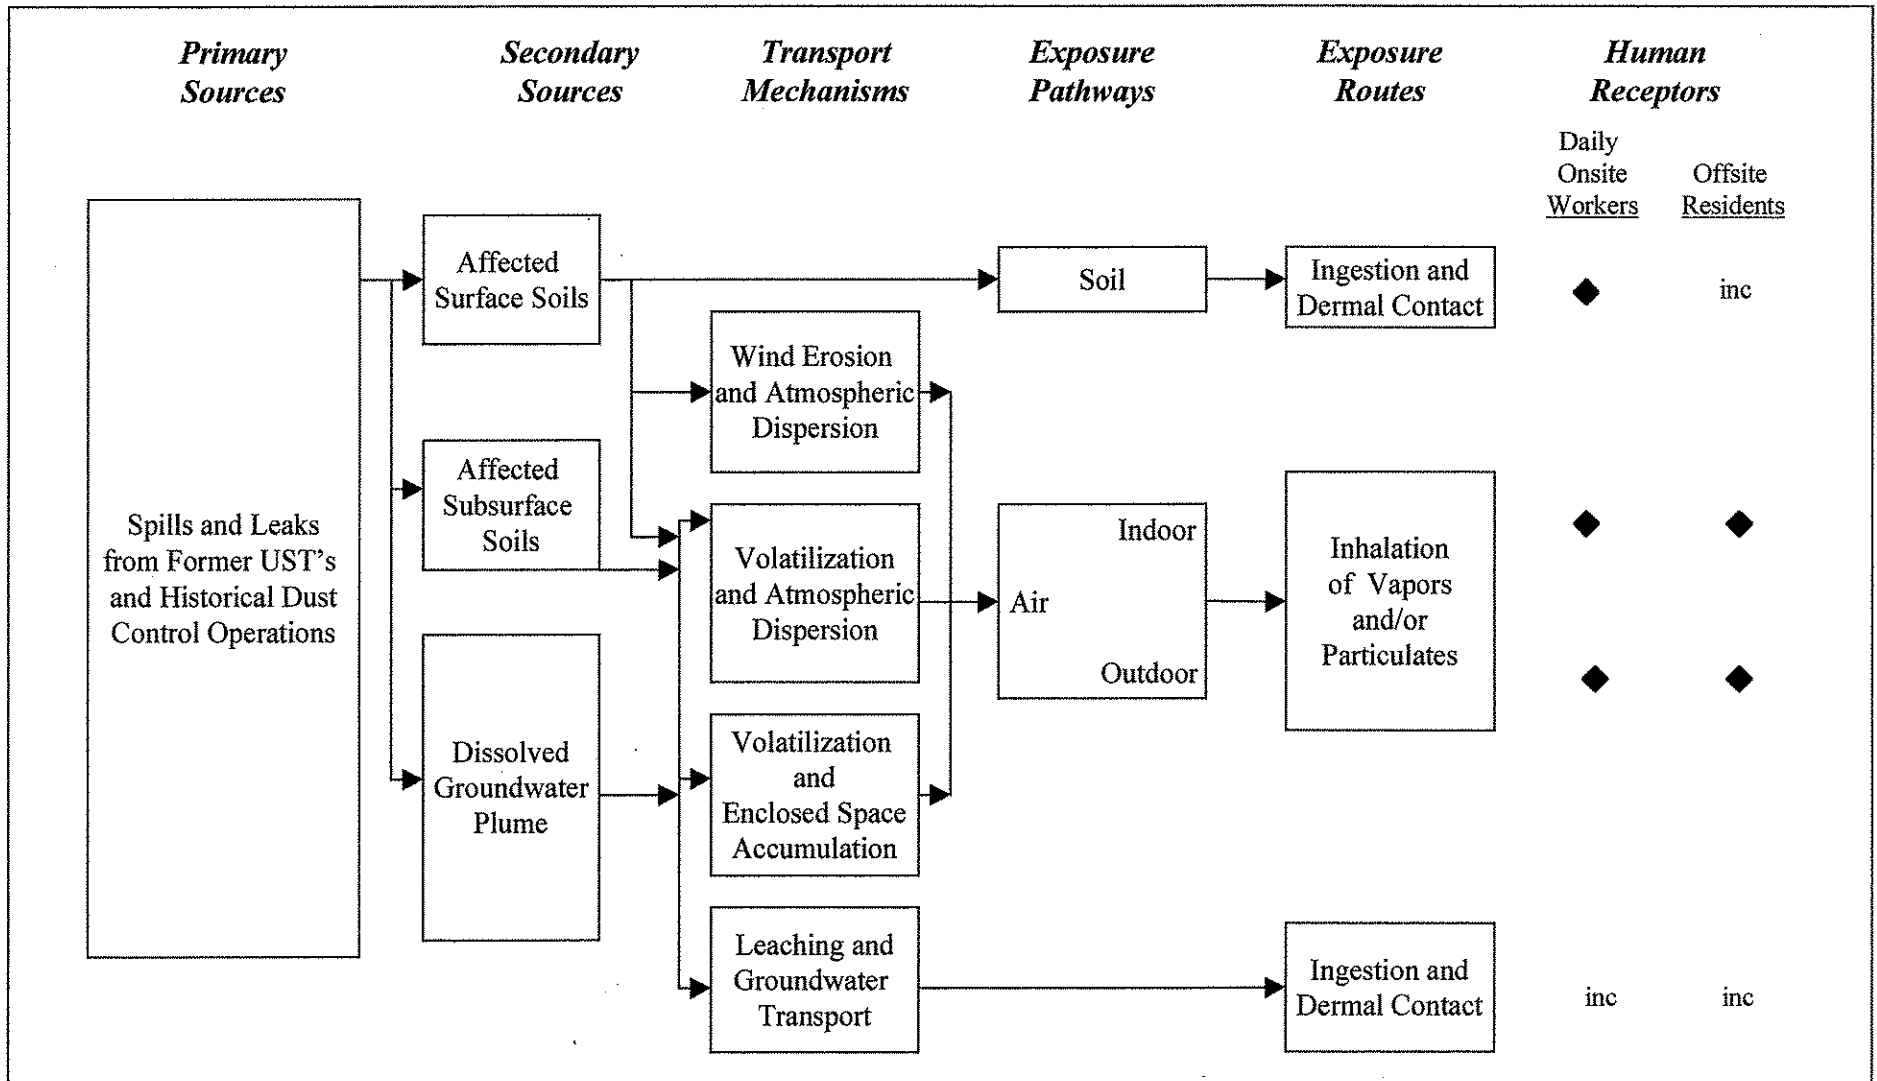 Primary
Sources
Secondary
Sources
Transport
Mechanisms
Exposure
Pathways
Exposure
Routes
Human
Receptors
Daily
Onsite
Workers
Offsite
Residents
Spills and Leaks
from Former UST's
and Historical Dust
Control Operations
Affected
Surface Soils
Affected
Subsurface
Soils
Dissolved
Groundwater
Plume
Wind Erosion
and Atmospheric
Dispersion
Volatilization
and Atmospheric
Dispersion
Volatilization
and
Enclosed Space
Accumulation
Leaching and
Groundwater
Transport
Soil
Indoor
Air
Outdoor
Ingestion and
Dermal Contact
Inhalation
of Vapors
and/or
Particulates
Ingestion and
Dermal Contact
inc
inc
inc